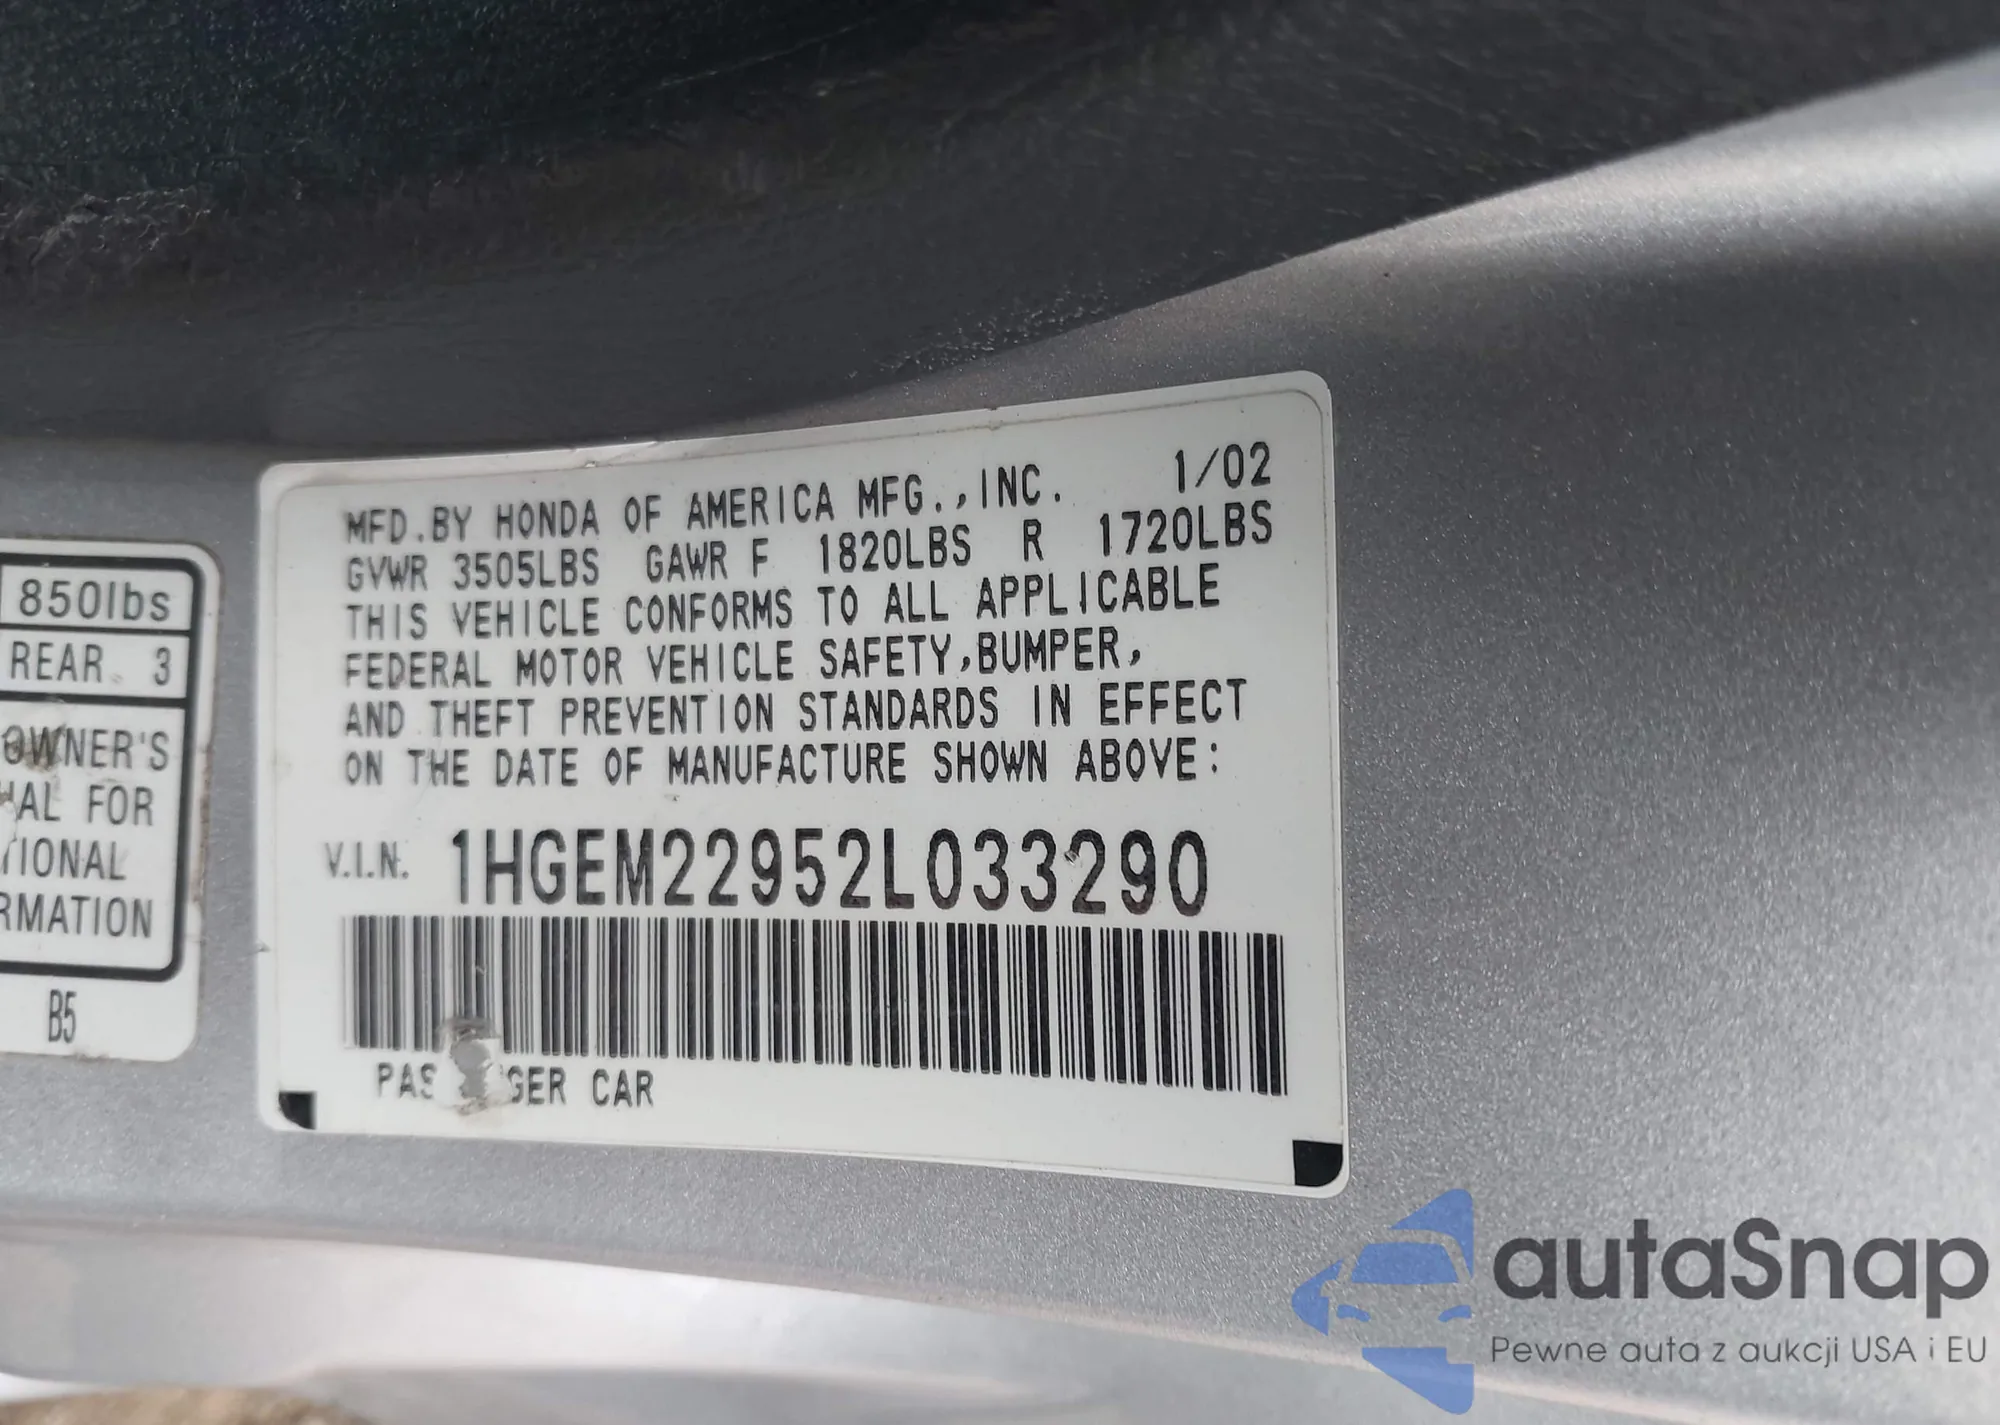 850lbs
REAR 3
OWNER'S
FOR
B5
MFD.BY HONDA OF AMERICA MFG.,INC. 1/02
GVWR 3505LBS GAWR F 1820LBS R 1720LBS
THIS VEHICLE CONFORMS TO ALL APPLICABLE
FEDERAL MOTOR VEHICLE SAFETY,BUMPER,
AND THEFT PREVENTION STANDARDS IN EFFECT
ON THE DATE OF MANUFACTURE SHOWN ABOVE:
V.I.N. 1HGEM22952L033290
CAR
autaSnap
Pewne auta z aukcji USA i EU